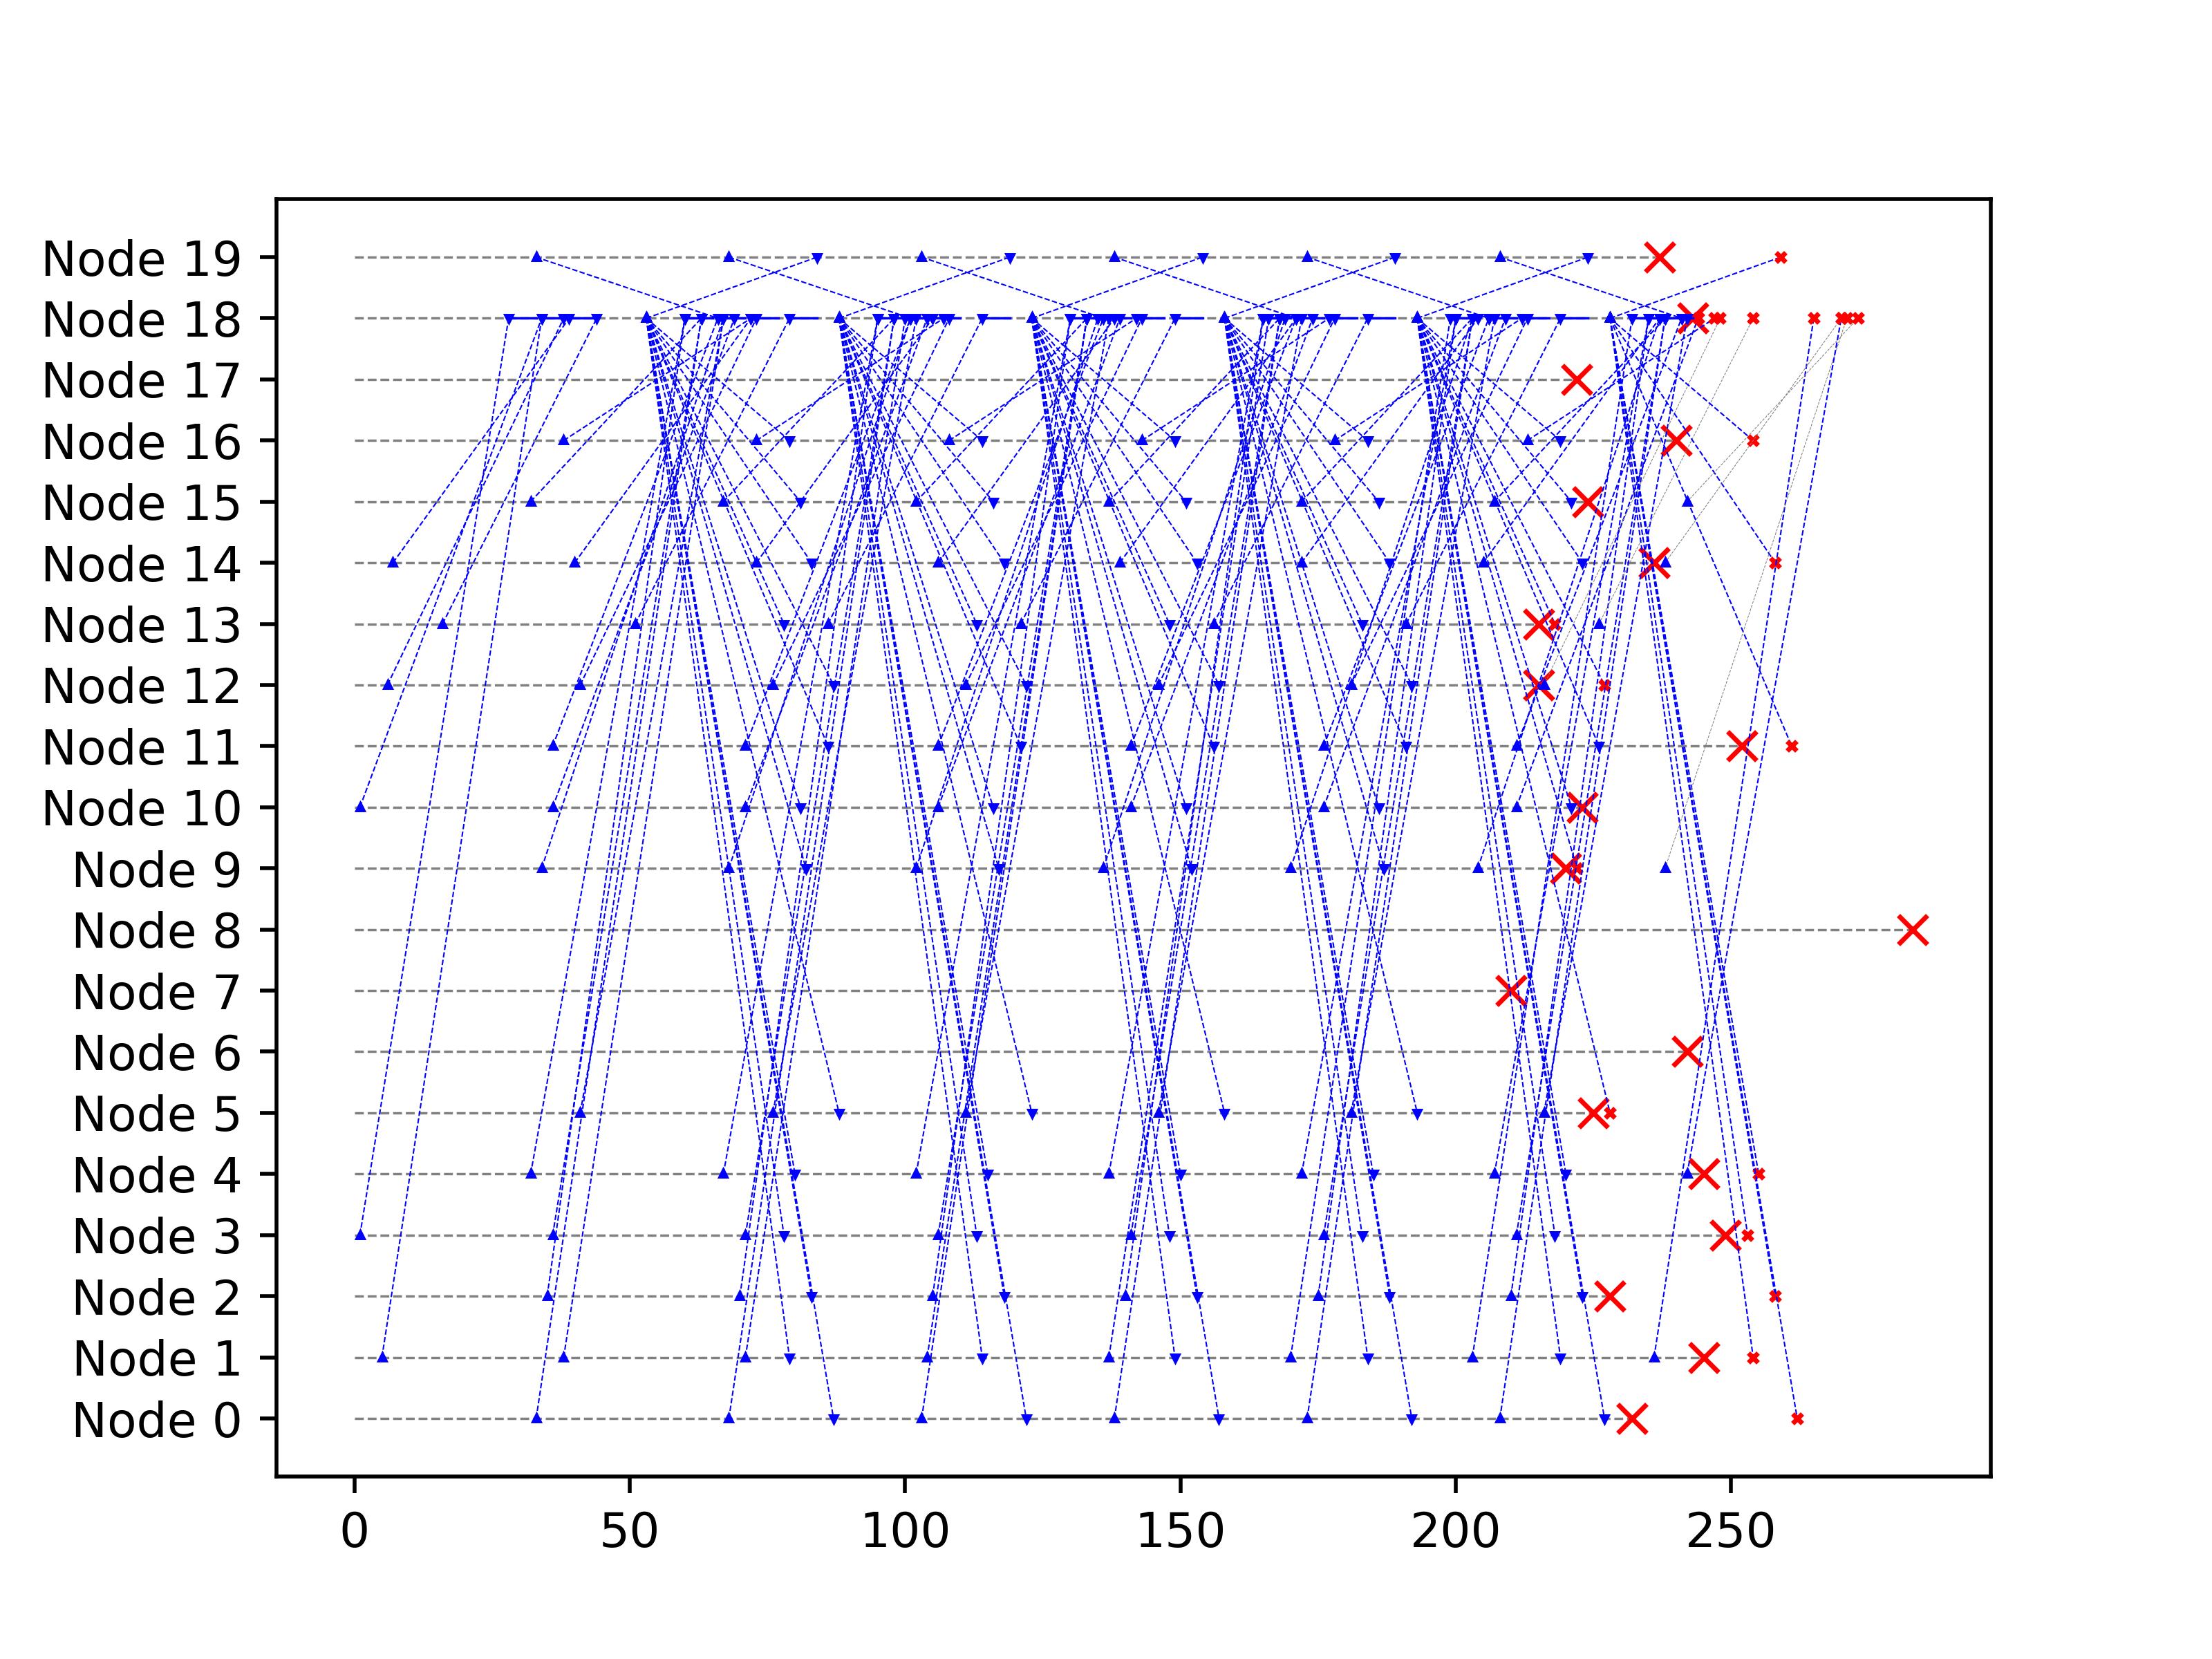 Node 19
Node 18
Node 17
Node 16
Node 15
Node 14
Node 13
Node 12
Node 11
Node 10
Node 9
Node 8
Node 7
Node 6
Node 5
Node 4
Node 3
Node 2
Node 1
Node 0
0 50 100 150 200 250